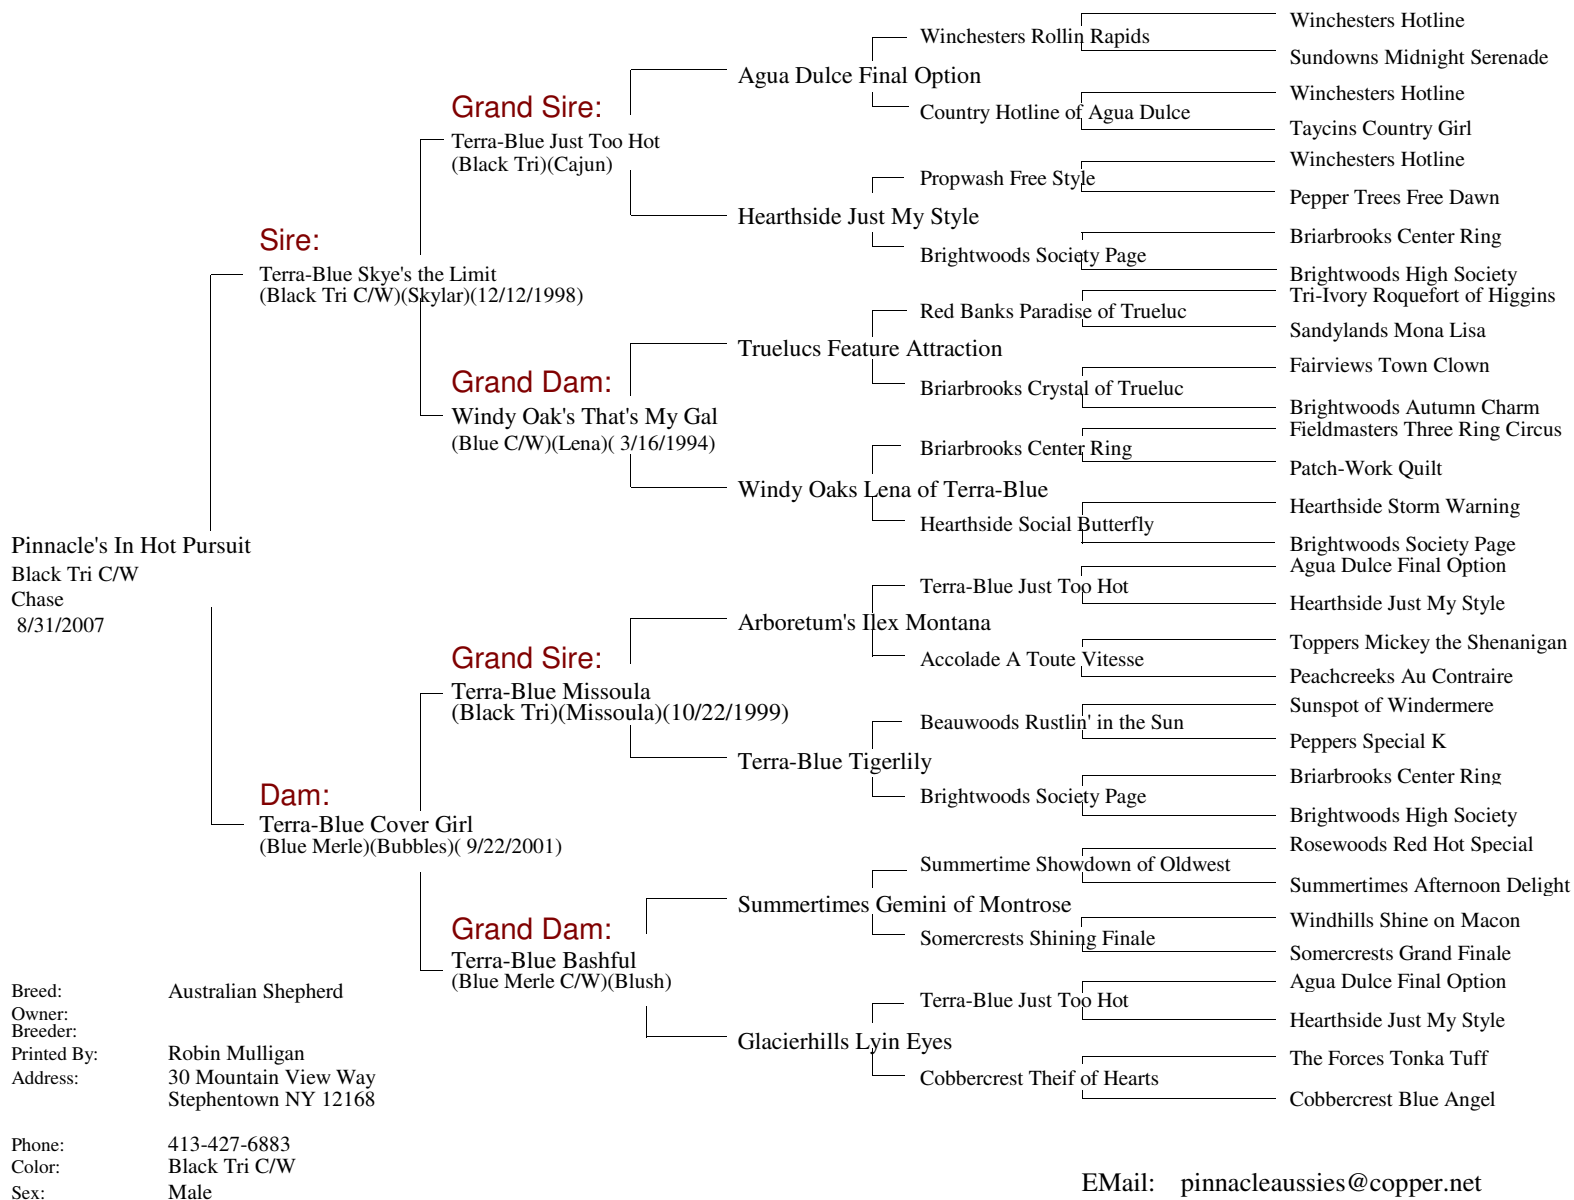 Pinnacle's In Hot Pursuit
Black Tri C/W
Chase
8/31/2007
Sire:
Terra-Blue Skye's the Limit
(Black Tri C/W)(Skylar)(12/12/1998)
Dam:
Terra-Blue Cover Girl
(Blue Merle)(Bubbles)( 9/22/2001)
Grand Sire:
Terra-Blue Just Too Hot
(Black Tri)(Cajun)
Grand Dam:
Windy Oak's That's My Gal
(Blue C/W)(Lena)( 3/16/1994)
Grand Sire:
Terra-Blue Missoula
(Black Tri)(Missoula)(10/22/1999)
Grand Dam:
Terra-Blue Bashful
(Blue Merle C/W)(Blush)
Agua Dulce Final Option
Hearthside Just My Style
Truelucs Feature Attraction
Windy Oaks Lena of Terra-Blue
Arboretum's Ilex Montana
Terra-Blue Tigerlily
Summertimes Gemini of Montrose
Glacierhills Lyin Eyes
Winchesters Rollin Rapids
Country Hotline of Agua Dulce
Propwash Free Style
Brightwoods Society Page
Red Banks Paradise of Trueluc
Briarbrooks Crystal of Trueluc
Briarbrooks Center Ring
Hearthside Social Butterfly
Terra-Blue Just Too Hot
Accolade A Toute Vitesse
Beauwoods Rustlin' in the Sun
Brightwoods Society Page
Summertime Showdown of Oldwest
Somercrests Shining Finale
Terra-Blue Just Too Hot
Cobbercrest Theif of Hearts
Winchesters Hotline
Sundowns Midnight Serenade
Winchesters Hotline
Taycins Country Girl
Winchesters Hotline
Pepper Trees Free Dawn
Briarbrooks Center Ring
Brightwoods High Society
Tri-Ivory Roquefort of Higgins
Sandylands Mona Lisa
Fairviews Town Clown
Brightwoods Autumn Charm
Fieldmasters Three Ring Circus
Patch-Work Quilt
Hearthside Storm Warning
Brightwoods Society Page
Agua Dulce Final Option
Hearthside Just My Style
Toppers Mickey the Shenanigan
Peachcreeks Au Contraire
Sunspot of Windermere
Peppers Special K
Briarbrooks Center Ring
Brightwoods High Society
Rosewoods Red Hot Special
Summertimes Afternoon Delight
Windhills Shine on Macon
Somercrests Grand Finale
Agua Dulce Final Option
Hearthside Just My Style
The Forces Tonka Tuff
Cobbercrest Blue Angel
Breed: Australian Shepherd
Owner:
Breeder:
Printed By: Robin Mulligan
Address: 30 Mountain View Way
Stephentown NY 12168
Phone: 413-427-6883
Color: Black Tri C/W
Sex: Male
EMail: pinnacleaussies@copper.net